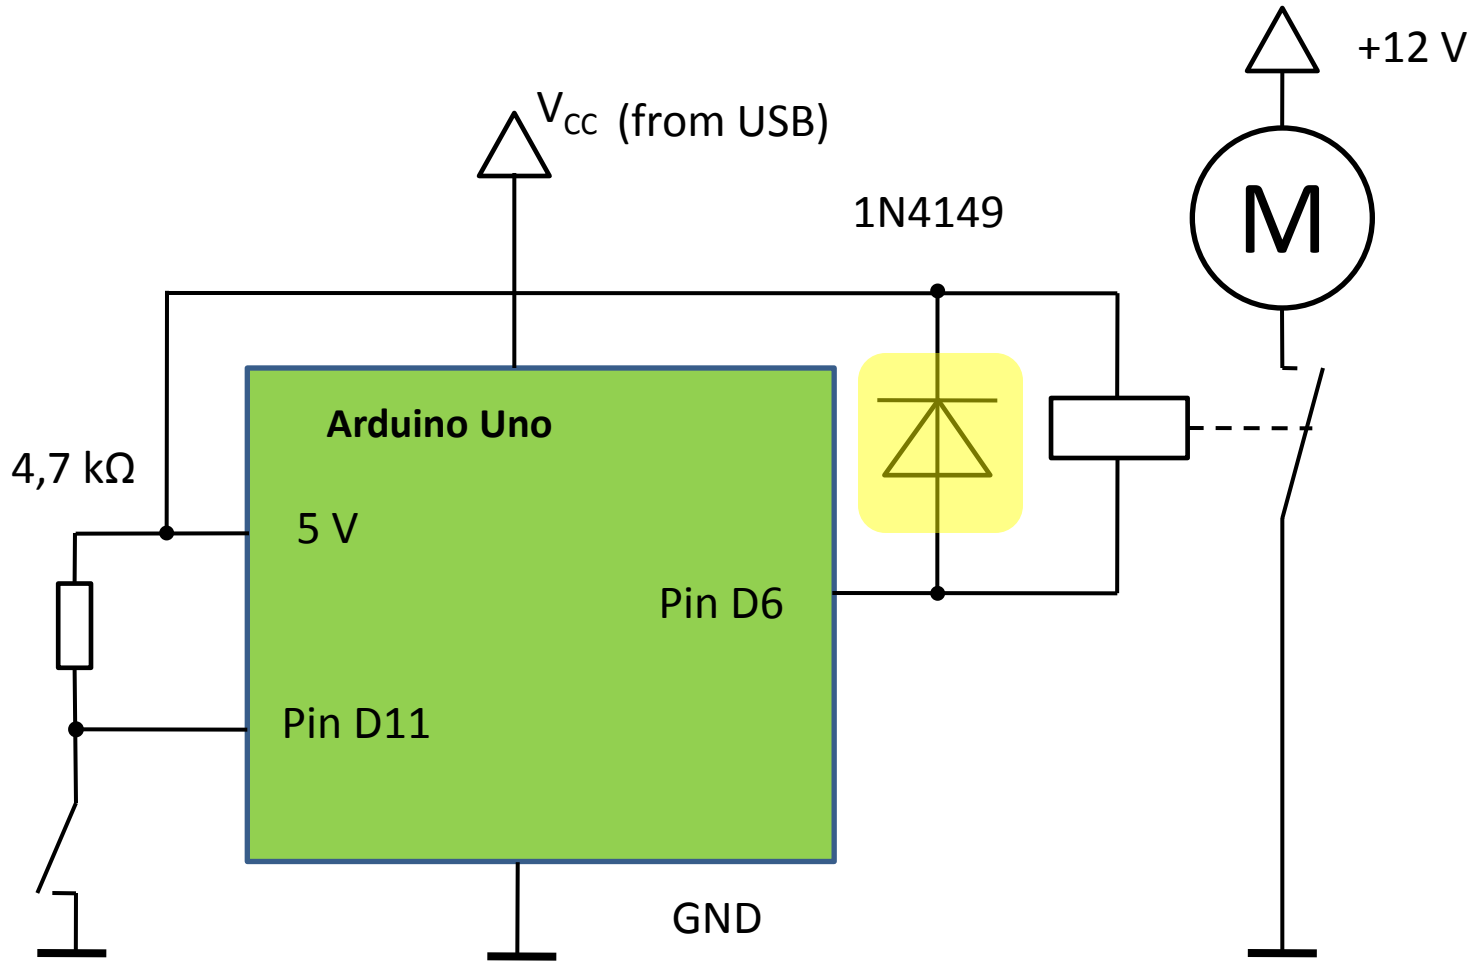 +12 V
VCC (from USB)
M
1N4149
Arduino Uno
4,7 kΩ
5 V
Pin D6
Pin D11
GND